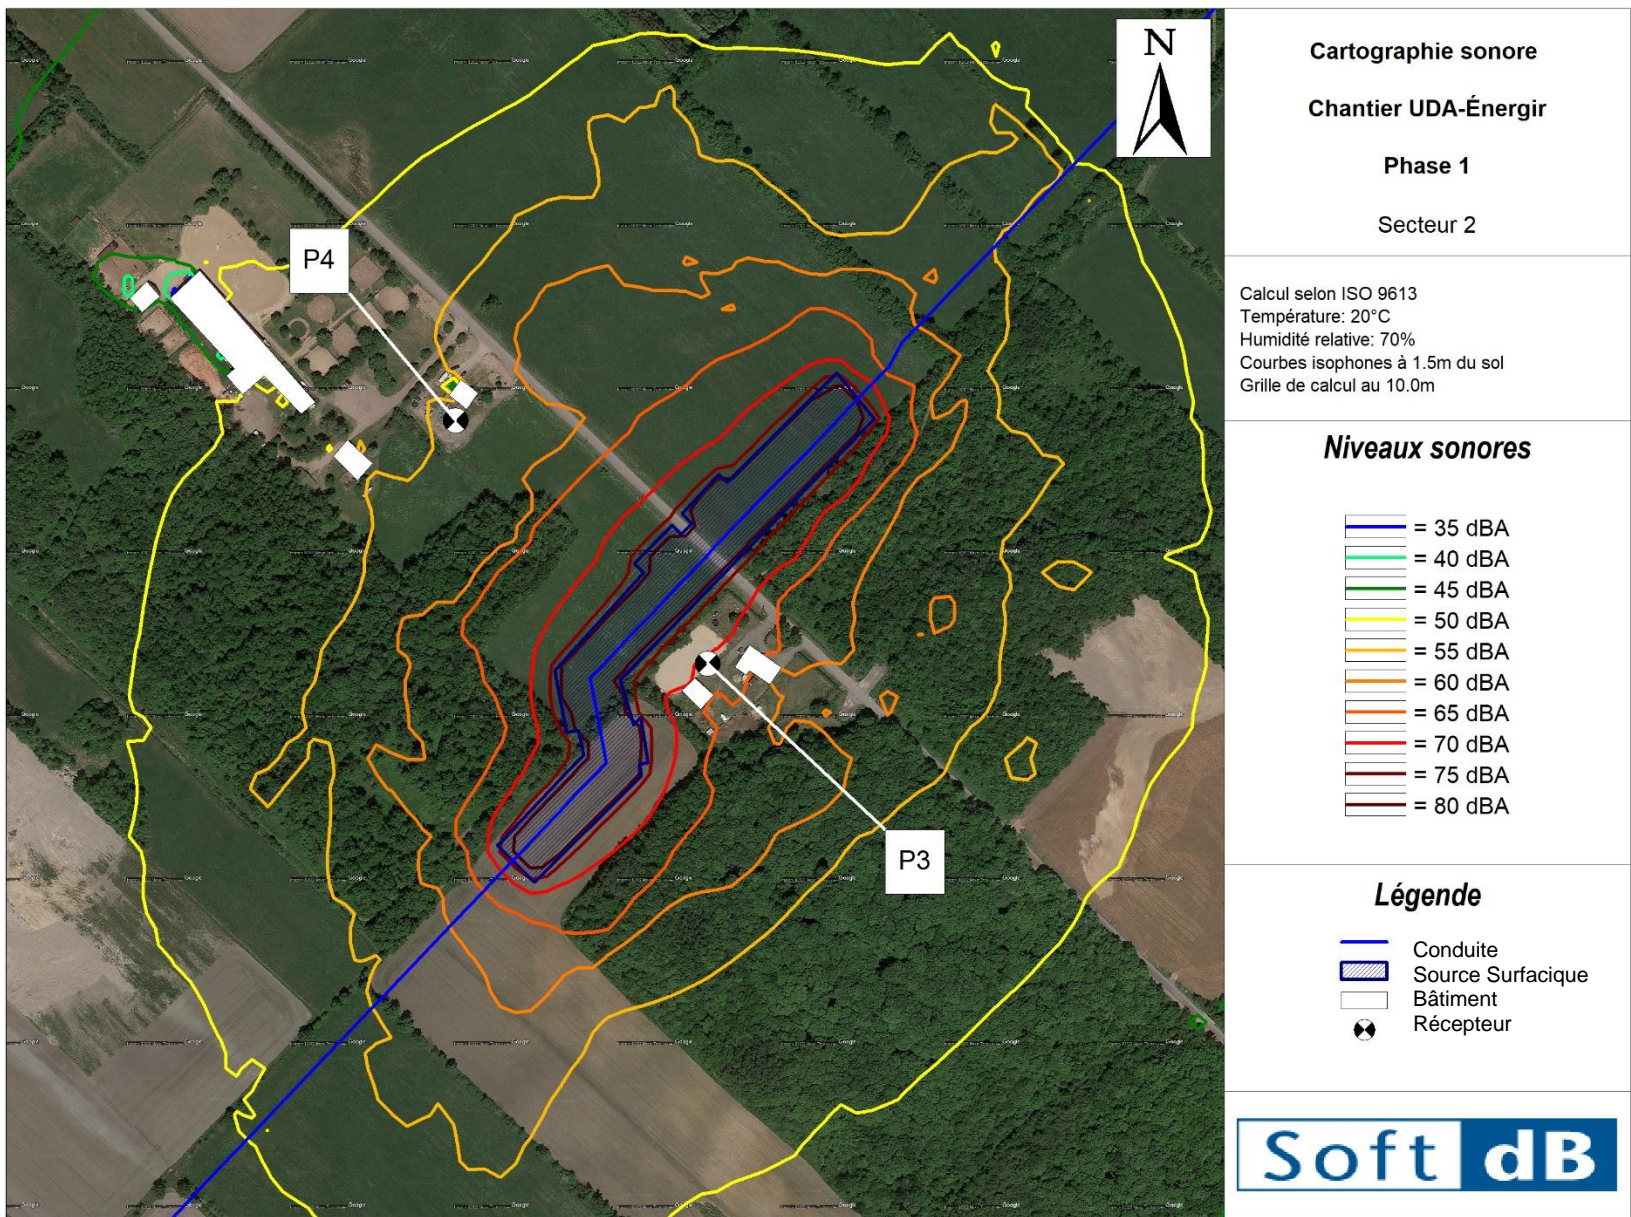 N
P4
P3
Cartographie sonore
Chantier UDA-Énergir
Phase 1
Secteur 2
Calcul selon ISO 9613
Température: 20°C
Humidité relative: 70%
Courbes isophones à 1.5m du sol
Grille de calcul au 10.0m
Niveaux sonores
= 35 dBA
= 40 dBA
= 45 dBA
= 50 dBA
= 55 dBA
= 60 dBA
= 65 dBA
= 70 dBA
= 75 dBA
= 80 dBA
Légende
Conduite
Source Surfacique
Bâtiment
Récepteur
Soft dB